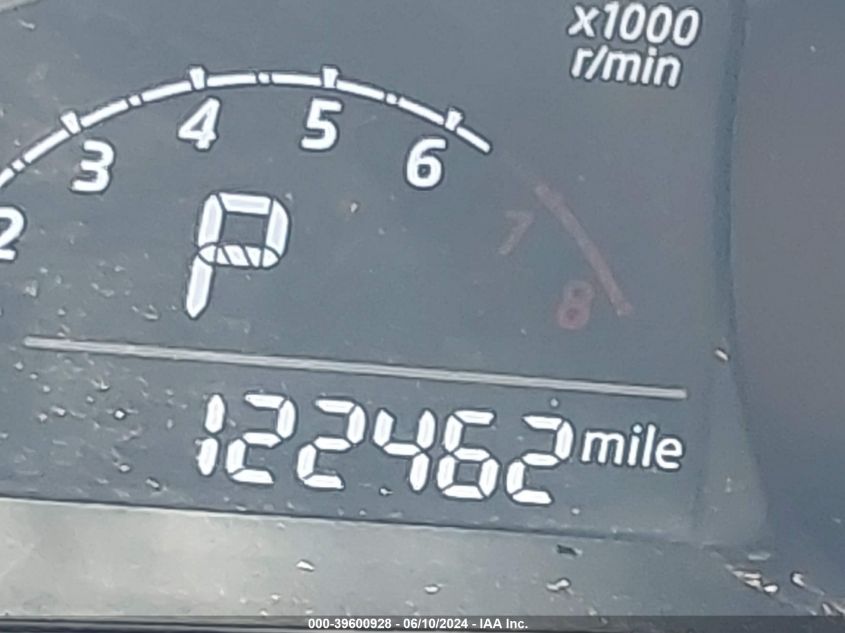 x1000
r/min
2 3 4 5 6 7 8
P
122462 mile
000-39600928 - 06/10/2024 - IAA Inc.